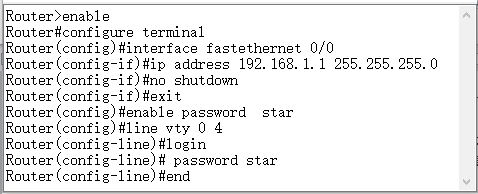 Router>enable
Router#configure terminal
Router(config)#interface fastethernet 0/0
Router(config-if)#ip address 192.168.1.1 255.255.255.0
Router(config-if)#no shutdown
Router(config-if)#exit
Router(config)#enable password  star
Router(config)#line vty 0 4
Router(config-line)#login
Router(config-line)# password star
Router(config-line)#end